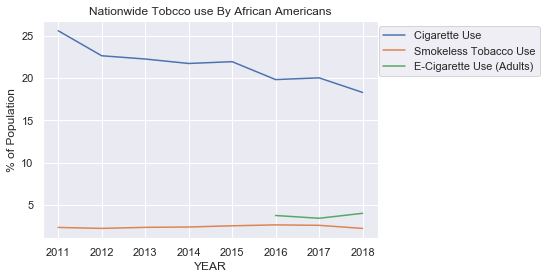 Nationwide Tobcco use By African Americans
Cigarette Use
Smokeless Tobacco Use
E-Cigarette Use (Adults)
% of Population
25
20
15
10
5
2011 2012 2013 2014 2015 2016 2017 2018
YEAR